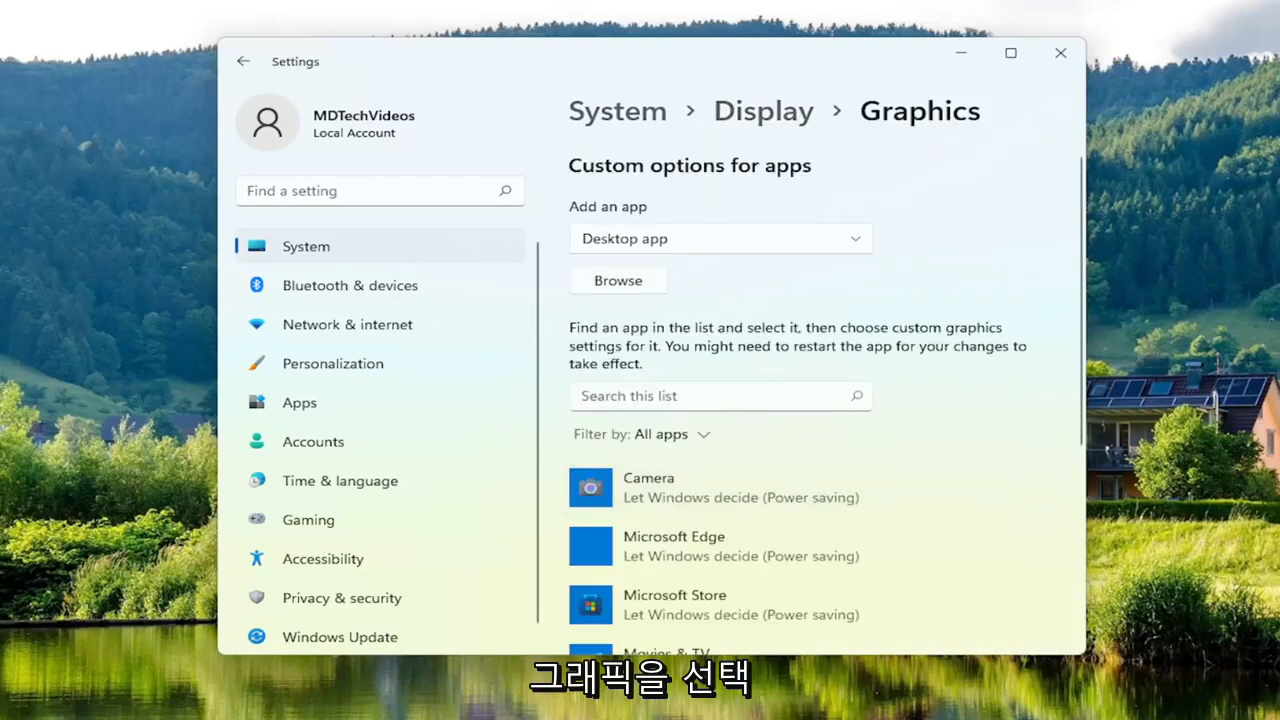 Settings
MDTechVideos
Local Account
Find a setting
System
Bluetooth & devices
Network & internet
Personalization
Apps
Accounts
Time & language
Gaming
Accessibility
Privacy & security
Windows Update
System > Display > Graphics
Custom options for apps
Add an app
Desktop app
Browse
Find an app in the list and select it, then choose custom graphics
settings for it. You might need to restart the app for your changes to
take effect.
Search this list
Filter by: All apps
Camera
Let Windows decide (Power saving)
Microsoft Edge
Let Windows decide (Power saving)
Microsoft Store
Let Windows decide (Power saving)
Movies & TV
그래픽을 선택